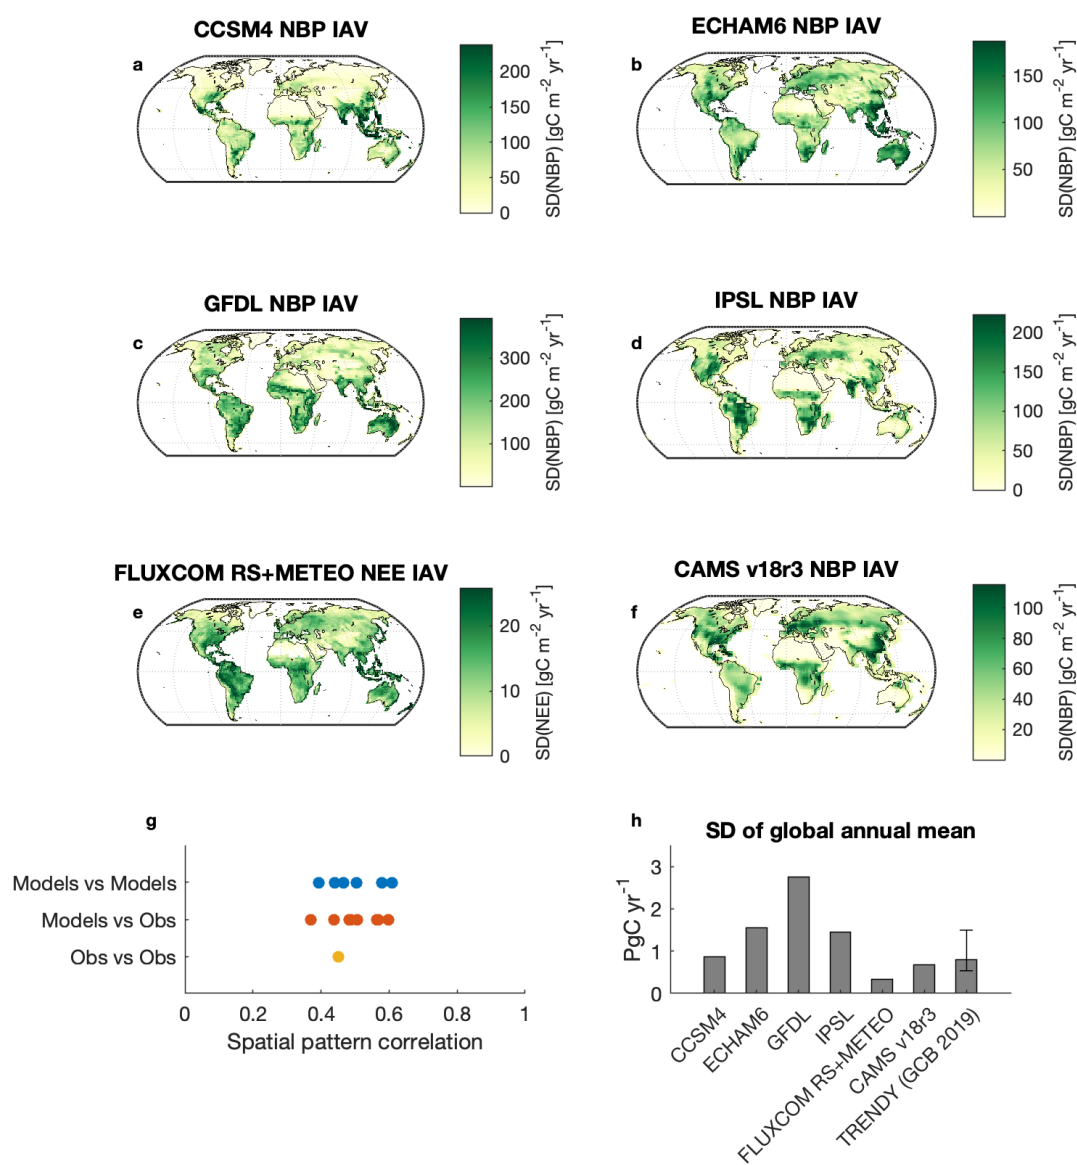 CCSM4 NBP IAV
a
200
150
100
50
0
SD(NBP) [gC m⁻² yr⁻¹]
ECHAM6 NBP IAV
b
150
100
50
SD(NBP) [gC m⁻² yr⁻¹]
GFDL NBP IAV
c
300
200
100
SD(NBP) [gC m⁻² yr⁻¹]
IPSL NBP IAV
d
200
150
100
50
0
SD(NBP) [gC m⁻² yr⁻¹]
FLUXCOM RS+METEO NEE IAV
e
20
10
0
SD(NEE) [gC m⁻² yr⁻¹]
CAMS v18r3 NBP IAV
f
100
80
60
40
20
SD(NBP) [gC m⁻² yr⁻¹]
g
Models vs Models
Models vs Obs
Obs vs Obs
0 0.2 0.4 0.6 0.8 1
Spatial pattern correlation
h
SD of global annual mean
3
2
1
0
PgC yr⁻¹
CCSM4
ECHAM6
GFDL
IPSL
FLUXCOM RS+METEO
CAMS v18r3
TRENDY (GCB 2019)